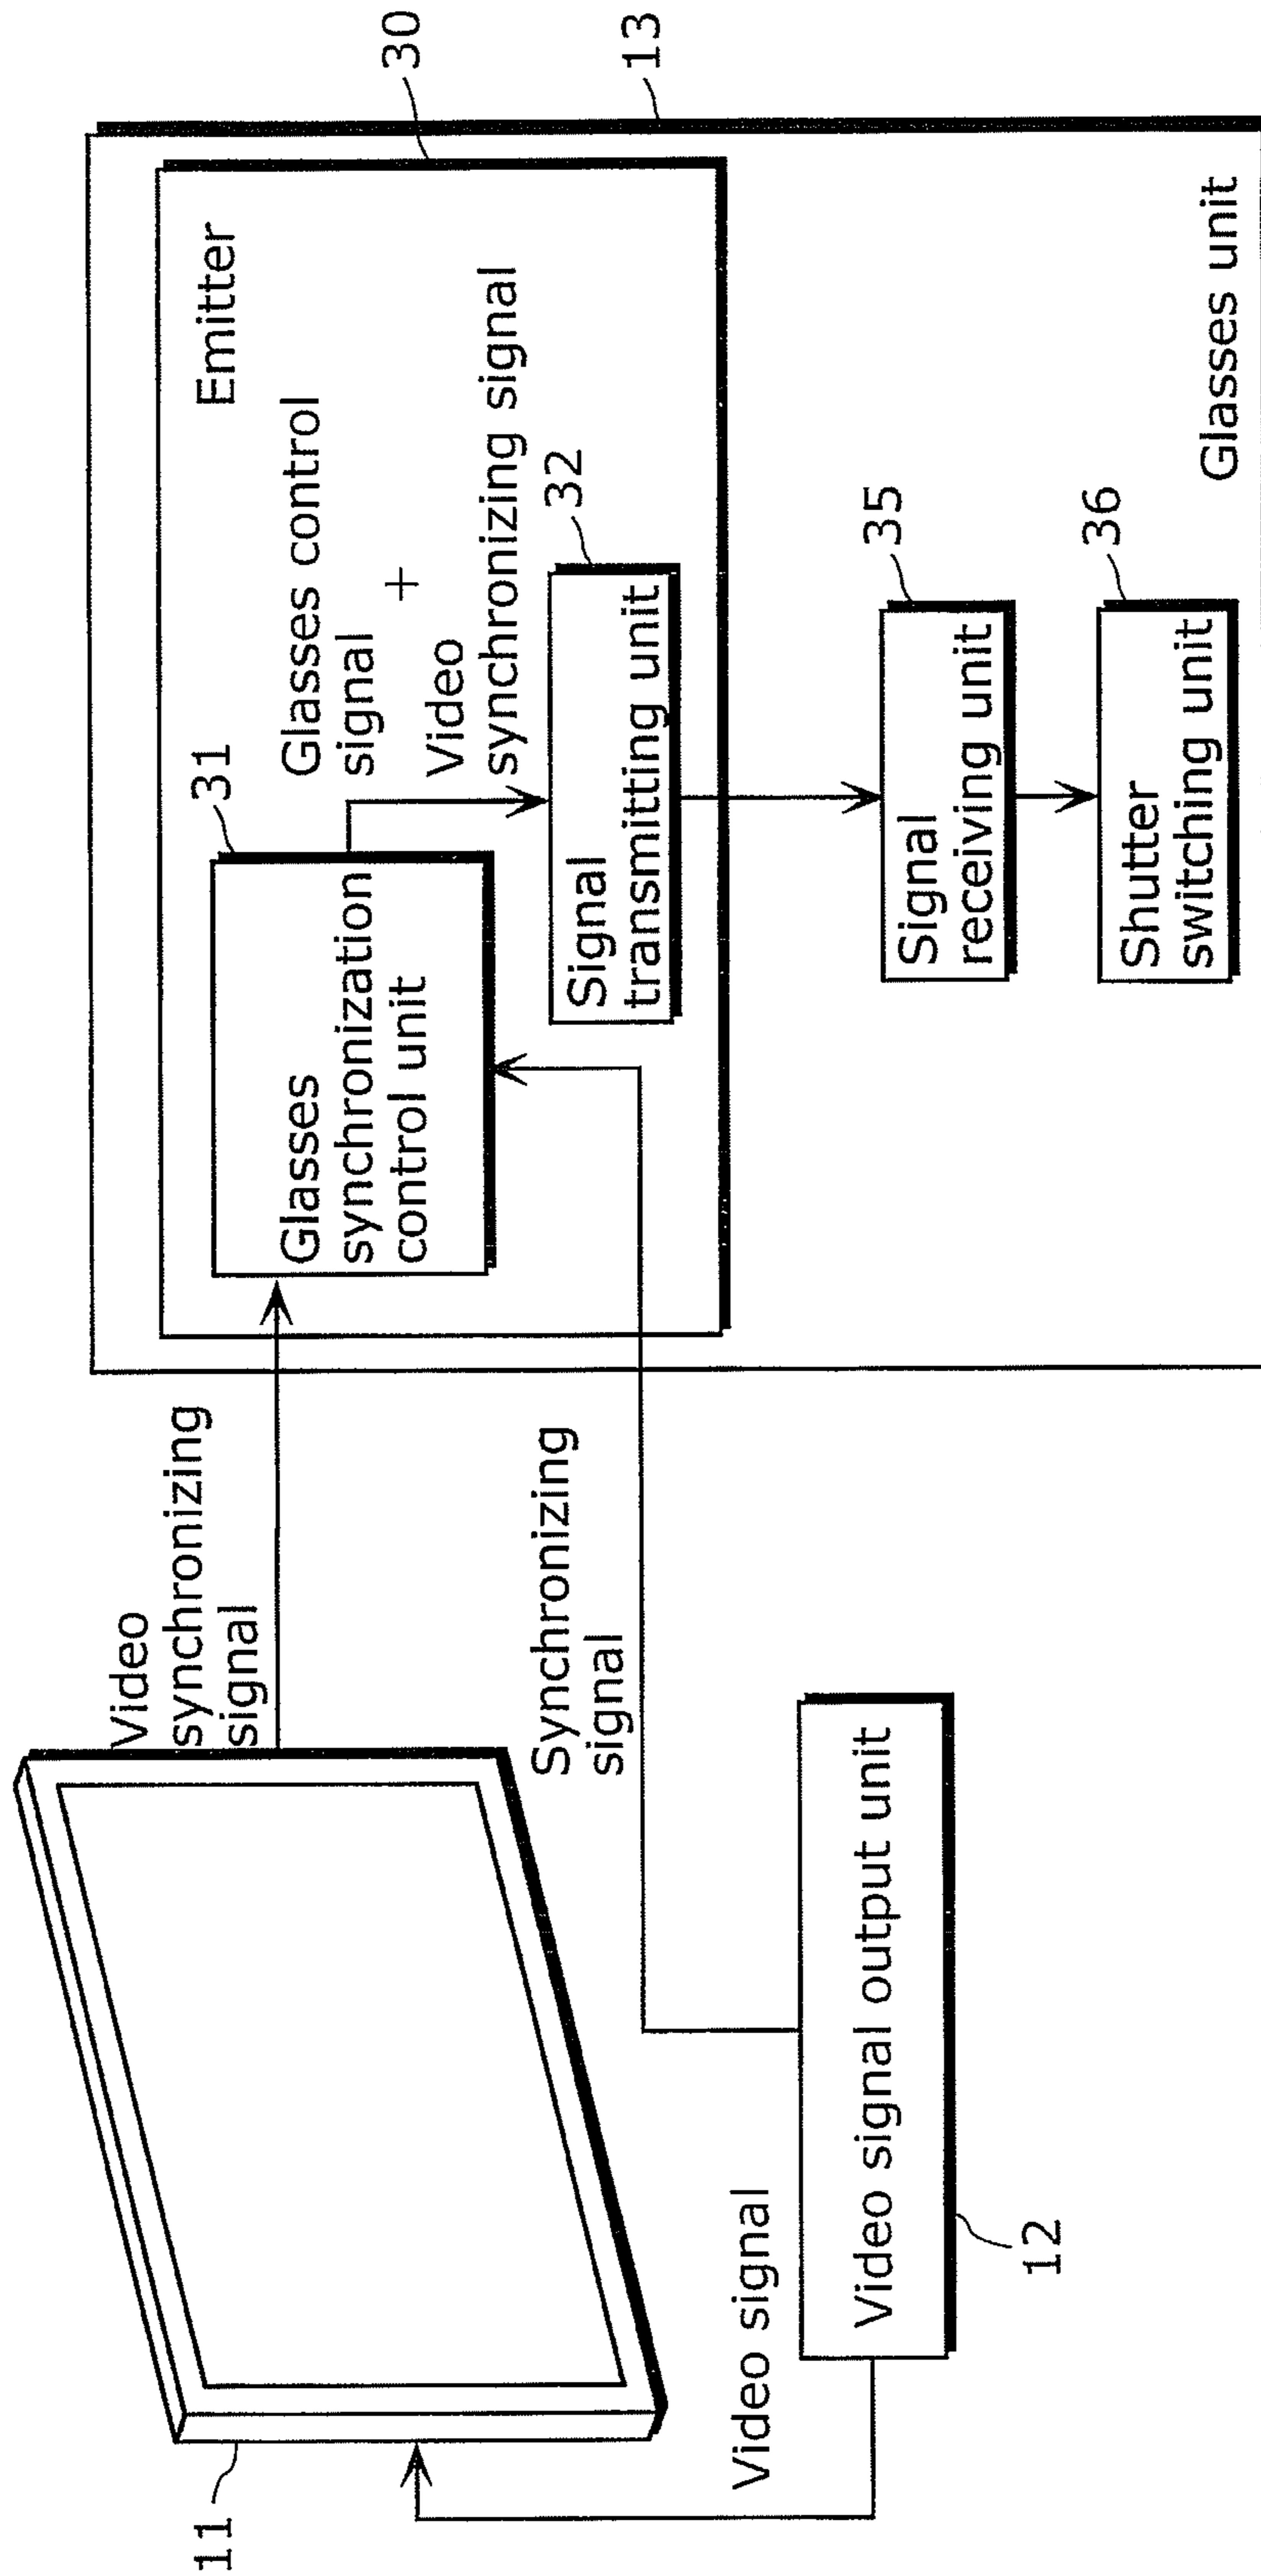 11
Video
synchronizing
signal
Video signal
Synchronizing
signal
Video signal output unit
12
30
13
Emitter
31
Glasses
synchronization
control unit
Glasses control
signal
+
Video
synchronizing signal
32
Signal
transmitting unit
35
Signal
receiving unit
36
Shutter
switching unit
Glasses unit